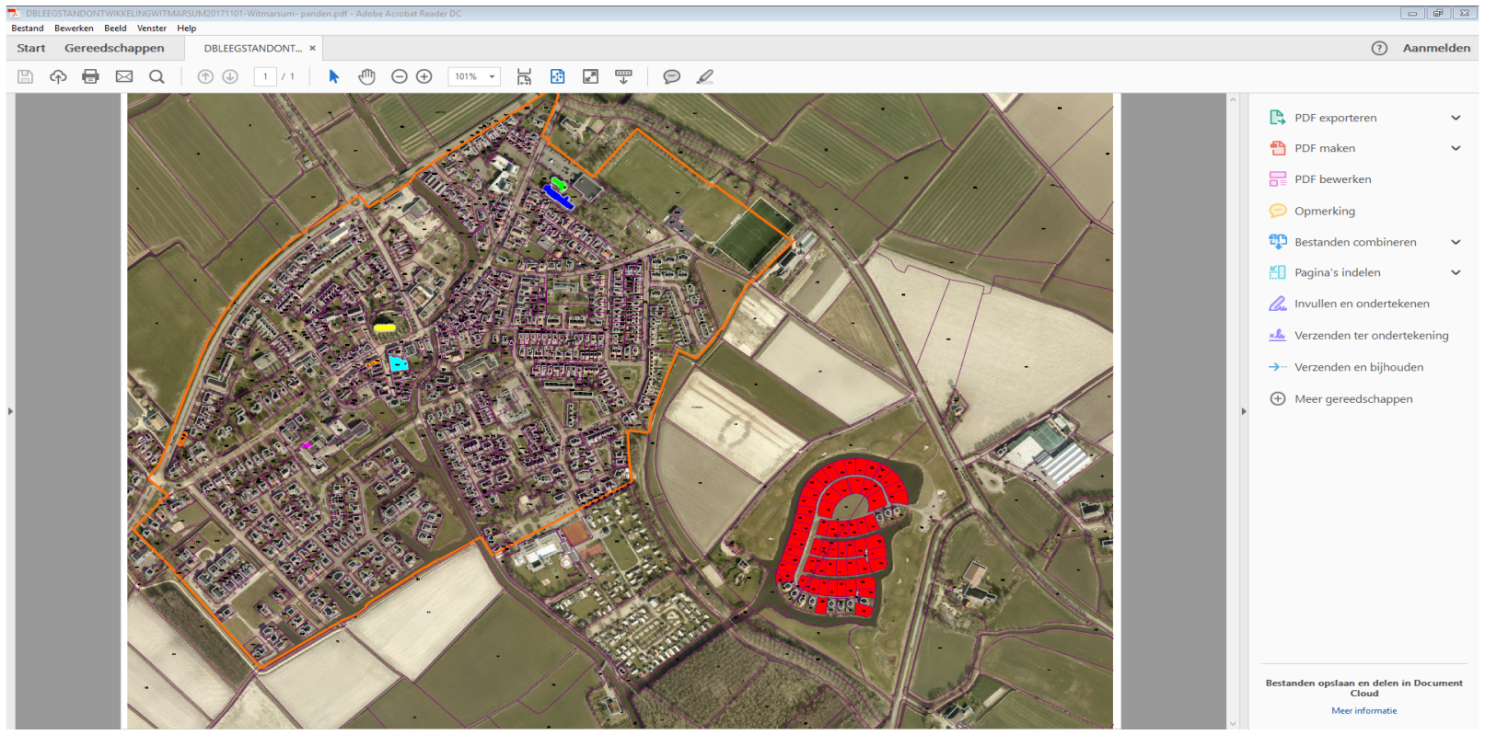 DBLEEGSTANDONTWIKKELINGWITMARSUM20171101-Witmarsum- panden.pdf - Adobe Acrobat Reader DC
Bestand Bewerken Beeld Venster Help
Start Gereedschappen DBLEEGSTANDONT... × Aanmelden
1 / 1 101%
PDF exporteren
PDF maken
PDF bewerken
Opmerking
Bestanden combineren
Pagina's indelen
Invullen en ondertekenen
Verzenden ter ondertekening
Verzenden en bijhouden
Meer gereedschappen
Bestanden opslaan en delen in Document
Cloud
Meer informatie